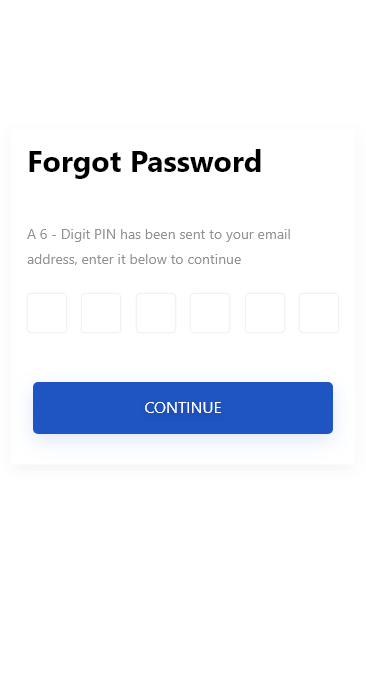 Forgot Password
A 6 - Digit PIN has been sent to your email
address, enter it below to continue
CONTINUE